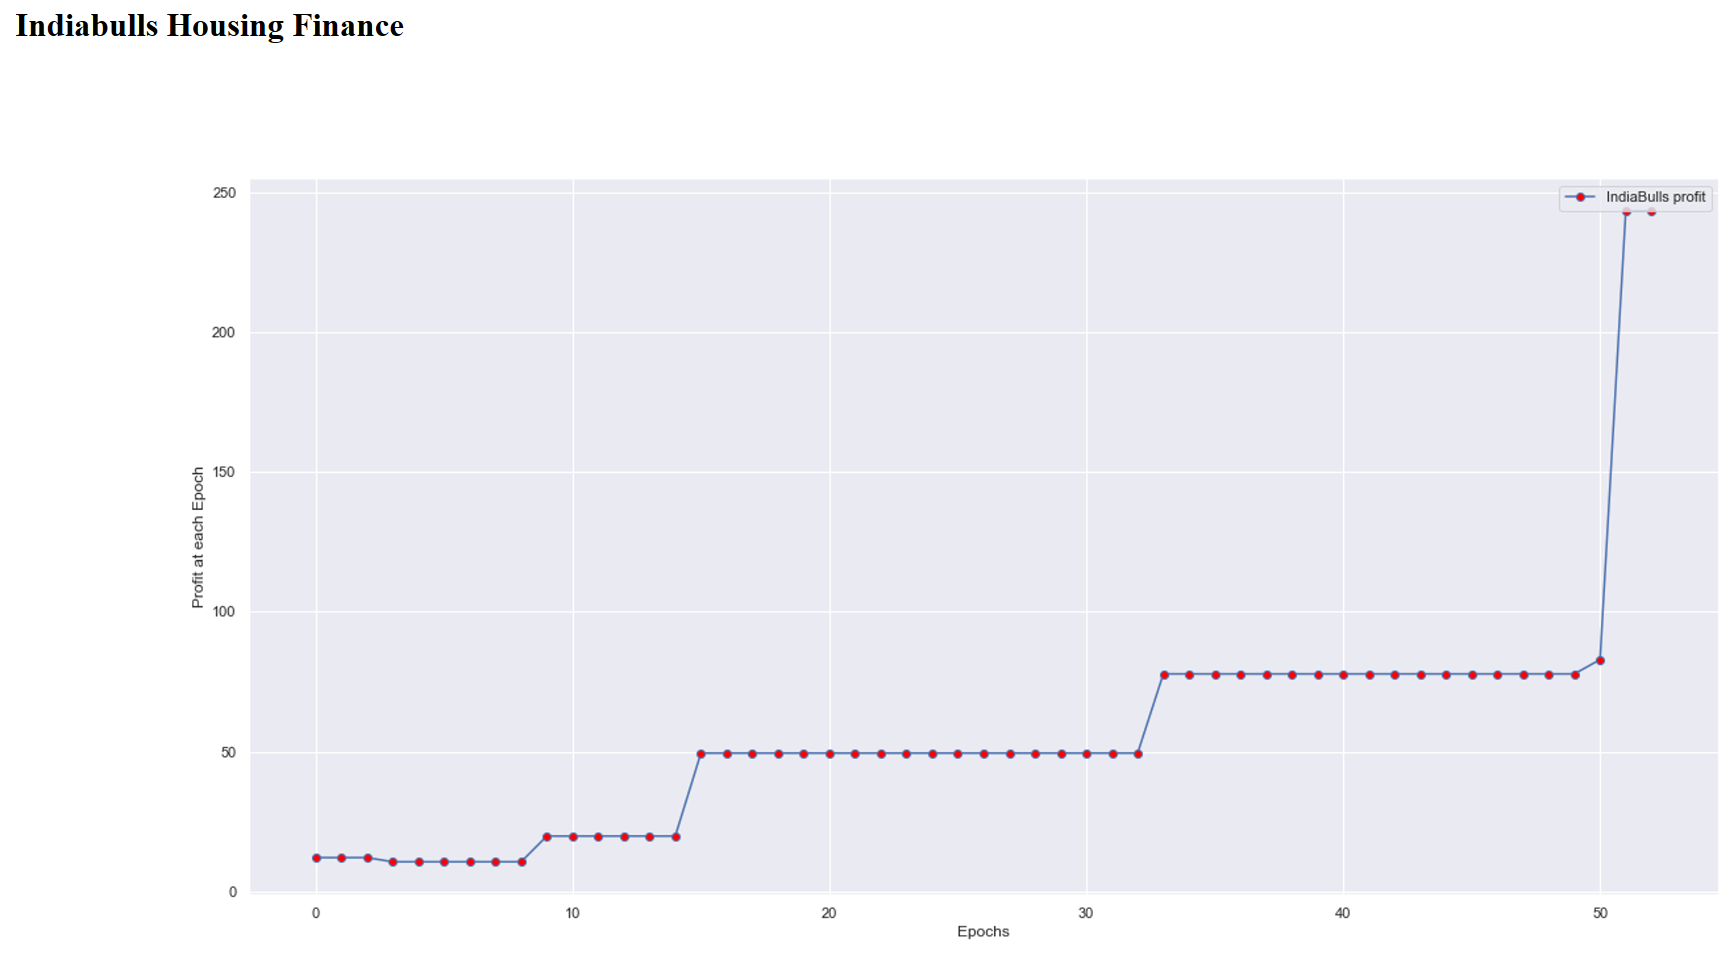 Indiabulls Housing Finance
IndiaBulls profit
250
200
150
100
50
0
Profit at each Epoch
0 10 20 30 40 50
Epochs